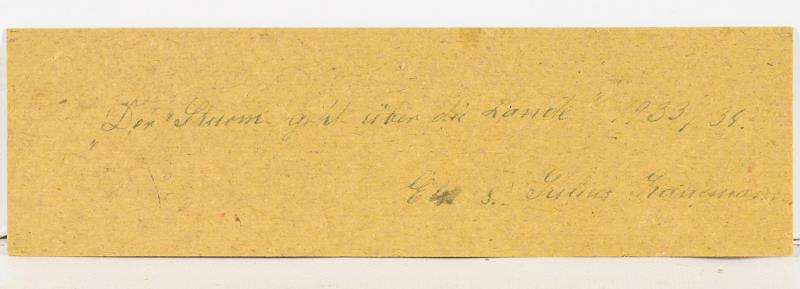 „Der Sturm geht über die Lande" 1933/34.
s. Julius Kaufmann